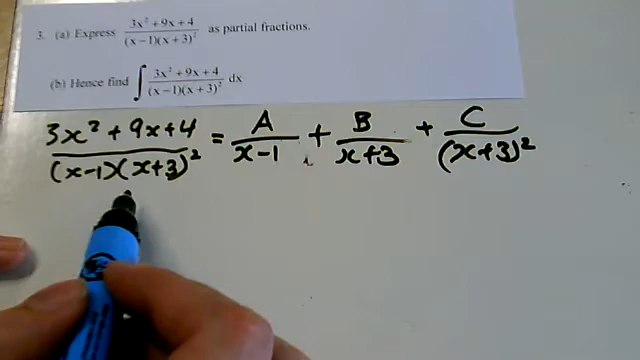 3. (a) Express (3x² + 9x + 4)/((x − 1)(x + 3)²) as partial fractions.
(b) Hence find ∫ (3x² + 9x + 4)/((x − 1)(x + 3)²) dx
(3x² + 9x + 4)/((x−1)(x+3)²) = A/(x−1) + B/(x+3) + C/(x+3)²